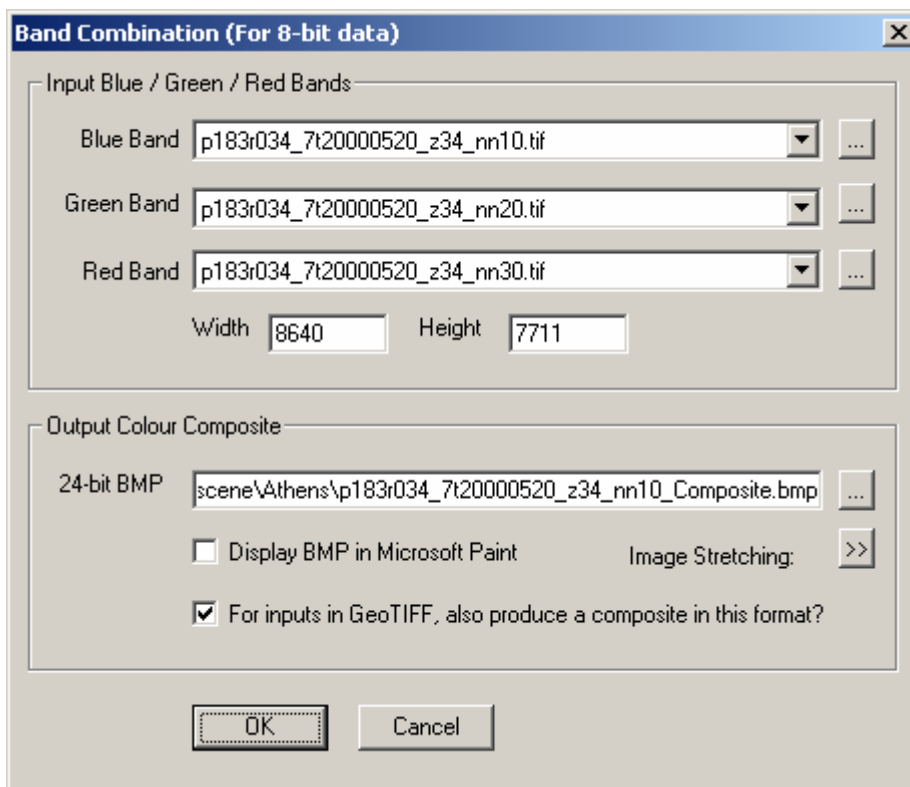 Band Combination (For 8-bit data)
Input Blue / Green / Red Bands
Blue Band p183r034_7t20000520_z34_nn10.tif ...
Green Band p183r034_7t20000520_z34_nn20.tif ...
Red Band p183r034_7t20000520_z34_nn30.tif ...
Width 8640 Height 7711
Output Colour Composite
24-bit BMP scene\Athens\p183r034_7t20000520_z34_nn10_Composite.bmp ...
Display BMP in Microsoft Paint Image Stretching: >>
For inputs in GeoTIFF, also produce a composite in this format?
OK Cancel